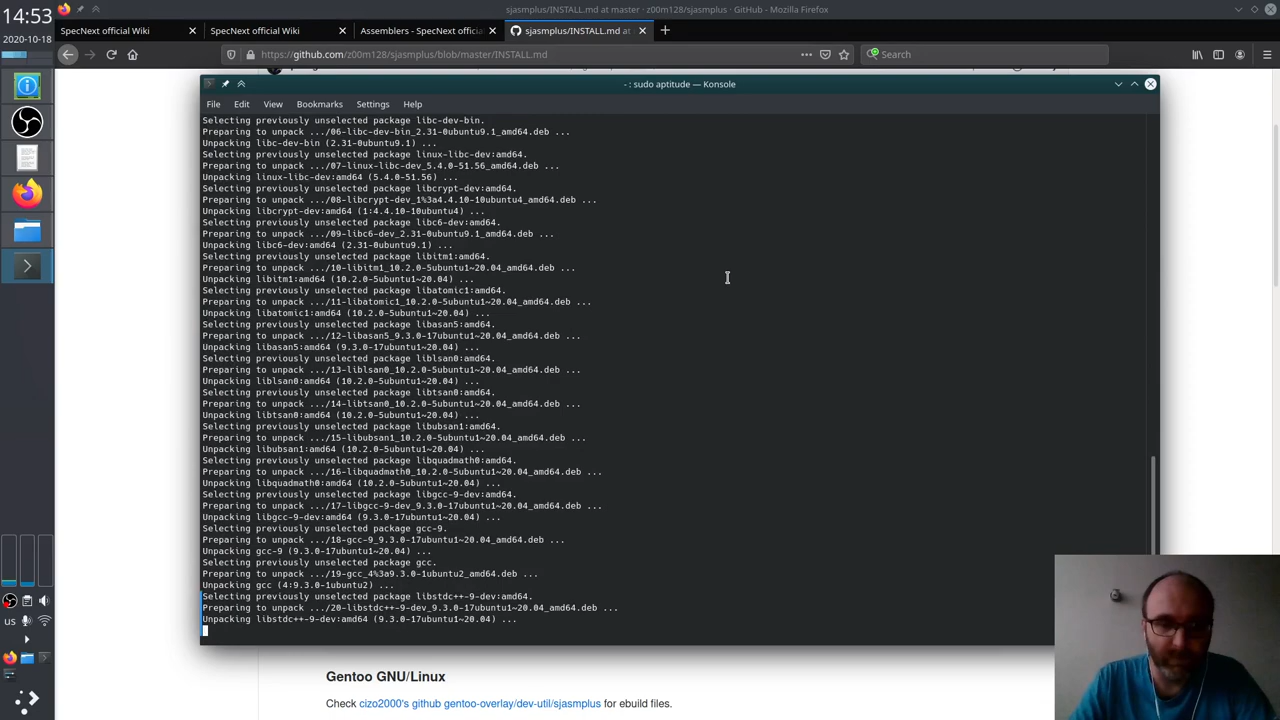 14:53
2020-10-18
sjasmplus/INSTALL.md at master · z00m128/sjasmplus · GitHub - Mozilla Firefox
SpecNext official Wiki
SpecNext official Wiki
Assemblers - SpecNext officia
sjasmplus/INSTALL.md at
https://github.com/z00m128/sjasmplus/blob/master/INSTALL.md
Search
- : sudo aptitude — Konsole
File Edit View Bookmarks Settings Help
Selecting previously unselected package libc-dev-bin.
Preparing to unpack .../06-libc-dev-bin_2.31-0ubuntu9.1_amd64.deb ...
Unpacking libc-dev-bin (2.31-0ubuntu9.1) ...
Selecting previously unselected package linux-libc-dev:amd64.
Preparing to unpack .../07-linux-libc-dev_5.4.0-51.56_amd64.deb ...
Unpacking linux-libc-dev:amd64 (5.4.0-51.56) ...
Selecting previously unselected package libcrypt-dev:amd64.
Preparing to unpack .../08-libcrypt-dev_1%3a4.4.10-10ubuntu4_amd64.deb ...
Unpacking libcrypt-dev:amd64 (1:4.4.10-10ubuntu4) ...
Selecting previously unselected package libc6-dev:amd64.
Preparing to unpack .../09-libc6-dev_2.31-0ubuntu9.1_amd64.deb ...
Unpacking libc6-dev:amd64 (2.31-0ubuntu9.1) ...
Selecting previously unselected package libitm1:amd64.
Preparing to unpack .../10-libitm1_10.2.0-5ubuntu1~20.04_amd64.deb ...
Unpacking libitm1:amd64 (10.2.0-5ubuntu1~20.04) ...
Selecting previously unselected package libatomic1:amd64.
Preparing to unpack .../11-libatomic1_10.2.0-5ubuntu1~20.04_amd64.deb ...
Unpacking libatomic1:amd64 (10.2.0-5ubuntu1~20.04) ...
Selecting previously unselected package libasan5:amd64.
Preparing to unpack .../12-libasan5_9.3.0-17ubuntu1~20.04_amd64.deb ...
Unpacking libasan5:amd64 (9.3.0-17ubuntu1~20.04) ...
Selecting previously unselected package liblsan0:amd64.
Preparing to unpack .../13-liblsan0_10.2.0-5ubuntu1~20.04_amd64.deb ...
Unpacking liblsan0:amd64 (10.2.0-5ubuntu1~20.04) ...
Selecting previously unselected package libtsan0:amd64.
Preparing to unpack .../14-libtsan0_10.2.0-5ubuntu1~20.04_amd64.deb ...
Unpacking libtsan0:amd64 (10.2.0-5ubuntu1~20.04) ...
Selecting previously unselected package libubsan1:amd64.
Preparing to unpack .../15-libubsan1_10.2.0-5ubuntu1~20.04_amd64.deb ...
Unpacking libubsan1:amd64 (10.2.0-5ubuntu1~20.04) ...
Selecting previously unselected package libquadmath0:amd64.
Preparing to unpack .../16-libquadmath0_10.2.0-5ubuntu1~20.04_amd64.deb ...
Unpacking libquadmath0:amd64 (10.2.0-5ubuntu1~20.04) ...
Selecting previously unselected package libgcc-9-dev:amd64.
Preparing to unpack .../17-libgcc-9-dev_9.3.0-17ubuntu1~20.04_amd64.deb ...
Unpacking libgcc-9-dev:amd64 (9.3.0-17ubuntu1~20.04) ...
Selecting previously unselected package gcc-9.
Preparing to unpack .../18-gcc-9_9.3.0-17ubuntu1~20.04_amd64.deb ...
Unpacking gcc-9 (9.3.0-17ubuntu1~20.04) ...
Selecting previously unselected package gcc.
Preparing to unpack .../19-gcc_4%3a9.3.0-1ubuntu2_amd64.deb ...
Unpacking gcc (4:9.3.0-1ubuntu2) ...
Selecting previously unselected package libstdc++-9-dev:amd64.
Preparing to unpack .../20-libstdc++-9-dev_9.3.0-17ubuntu1~20.04_amd64.deb ...
Unpacking libstdc++-9-dev:amd64 (9.3.0-17ubuntu1~20.04) ...
us
Gentoo GNU/Linux
Check cizo2000's github gentoo-overlay/dev-util/sjasmplus for ebuild files.